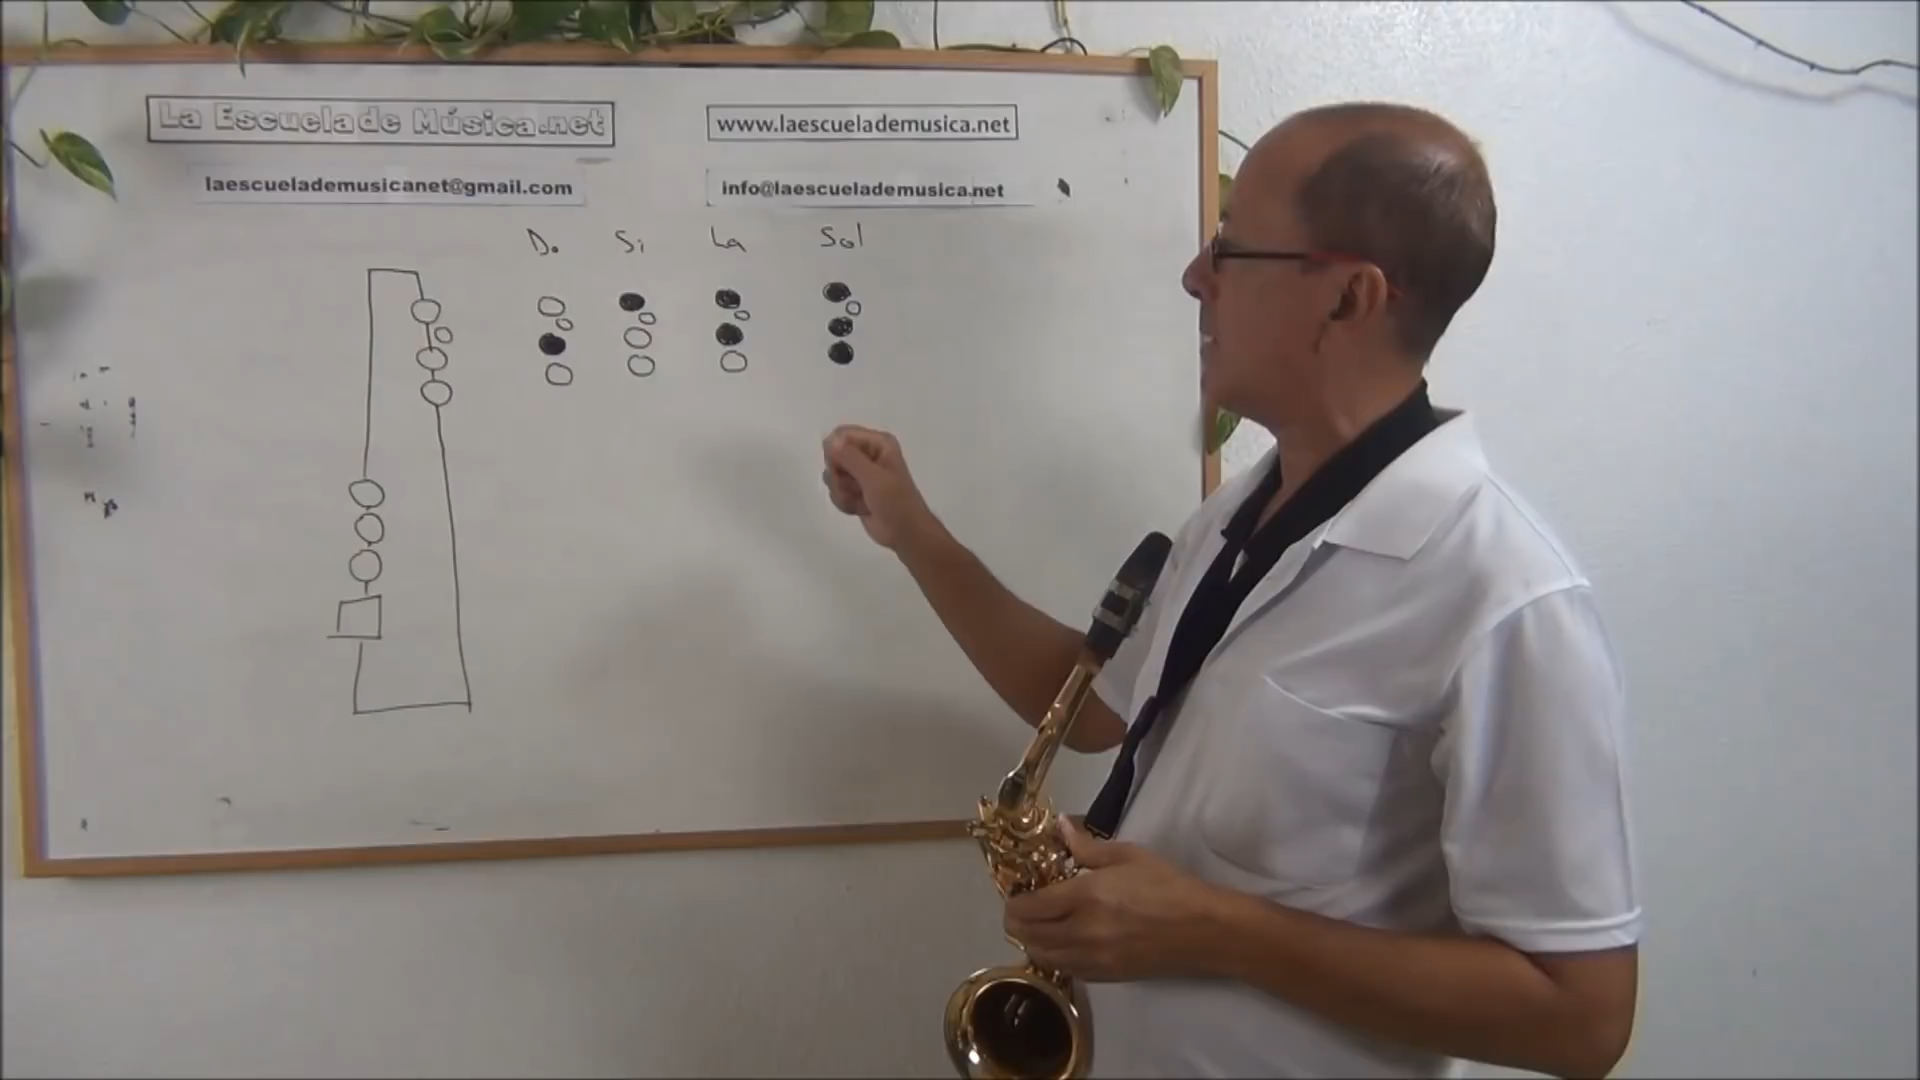 La Escuela de Música.net
www.laescuelademusica.net
laescuelademusicanet@gmail.com
info@laescuelademusica.net
Do Si La Sol